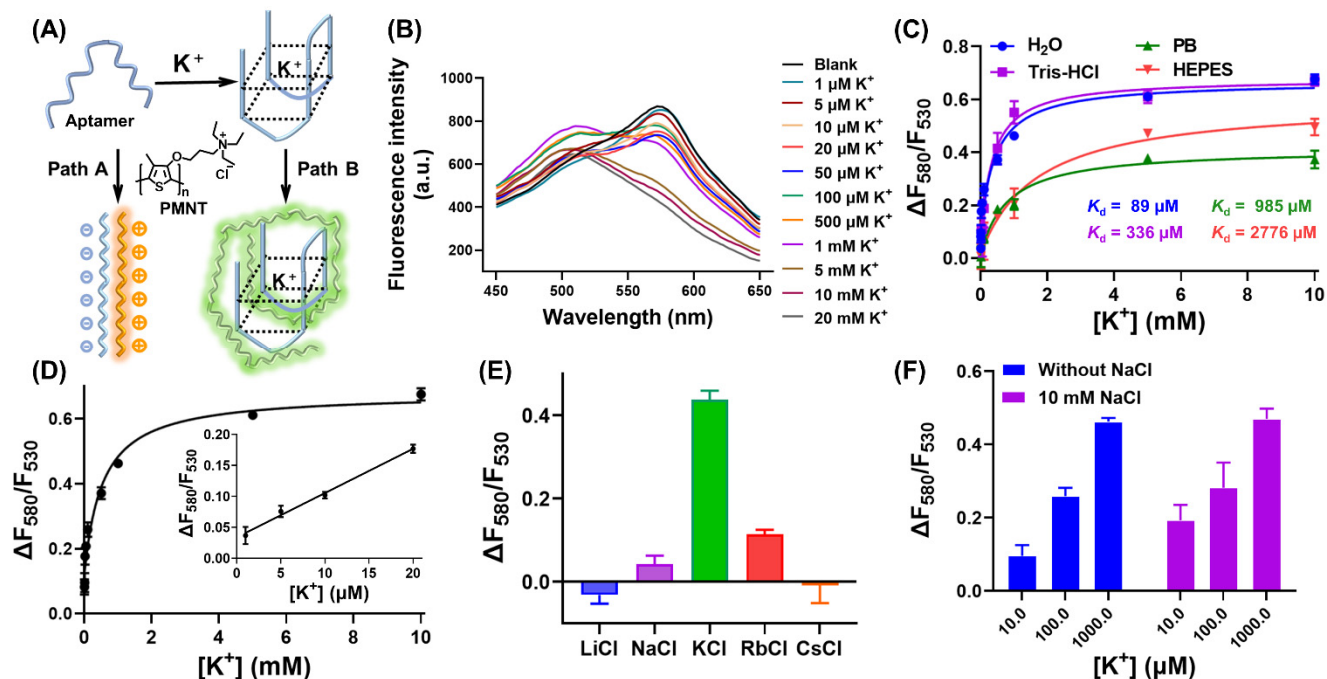 (A)
K⁺
K⁺
Aptamer
Path A
O
N
+
Cl⁻
S
n
PMNT
Path B
K⁺
(B)
Fluorescence intensity
(a.u.)
1000
800
600
400
200
450
500
550
600
650
Wavelength (nm)
Blank
1 µM K⁺
5 µM K⁺
10 µM K⁺
20 µM K⁺
50 µM K⁺
100 µM K⁺
500 µM K⁺
1 mM K⁺
5 mM K⁺
10 mM K⁺
20 mM K⁺
(C)
H₂O
PB
Tris-HCl
HEPES
ΔF₅₈₀/F₅₃₀
0.8
0.6
0.4
0.2
0.0
Kd = 89 µM
Kd = 985 µM
Kd = 336 µM
Kd = 2776 µM
0 2 4 6 8 10
[K⁺] (mM)
(D)
ΔF₅₈₀/F₅₃₀
0.6
0.4
0.2
0.0
0 2 4 6 8 10
[K⁺] (mM)
ΔF₅₈₀/F₅₃₀
0.20
0.15
0.10
0.05
0.00
0 5 10 15 20
[K⁺] (µM)
(E)
ΔF₅₈₀/F₅₃₀
0.4
0.2
0.0
LiCl NaCl KCl RbCl CsCl
(F)
Without NaCl
10 mM NaCl
ΔF₅₈₀/F₅₃₀
0.6
0.4
0.2
0.0
10.0 100.0 1000.0 10.0 100.0 1000.0
[K⁺] (µM)